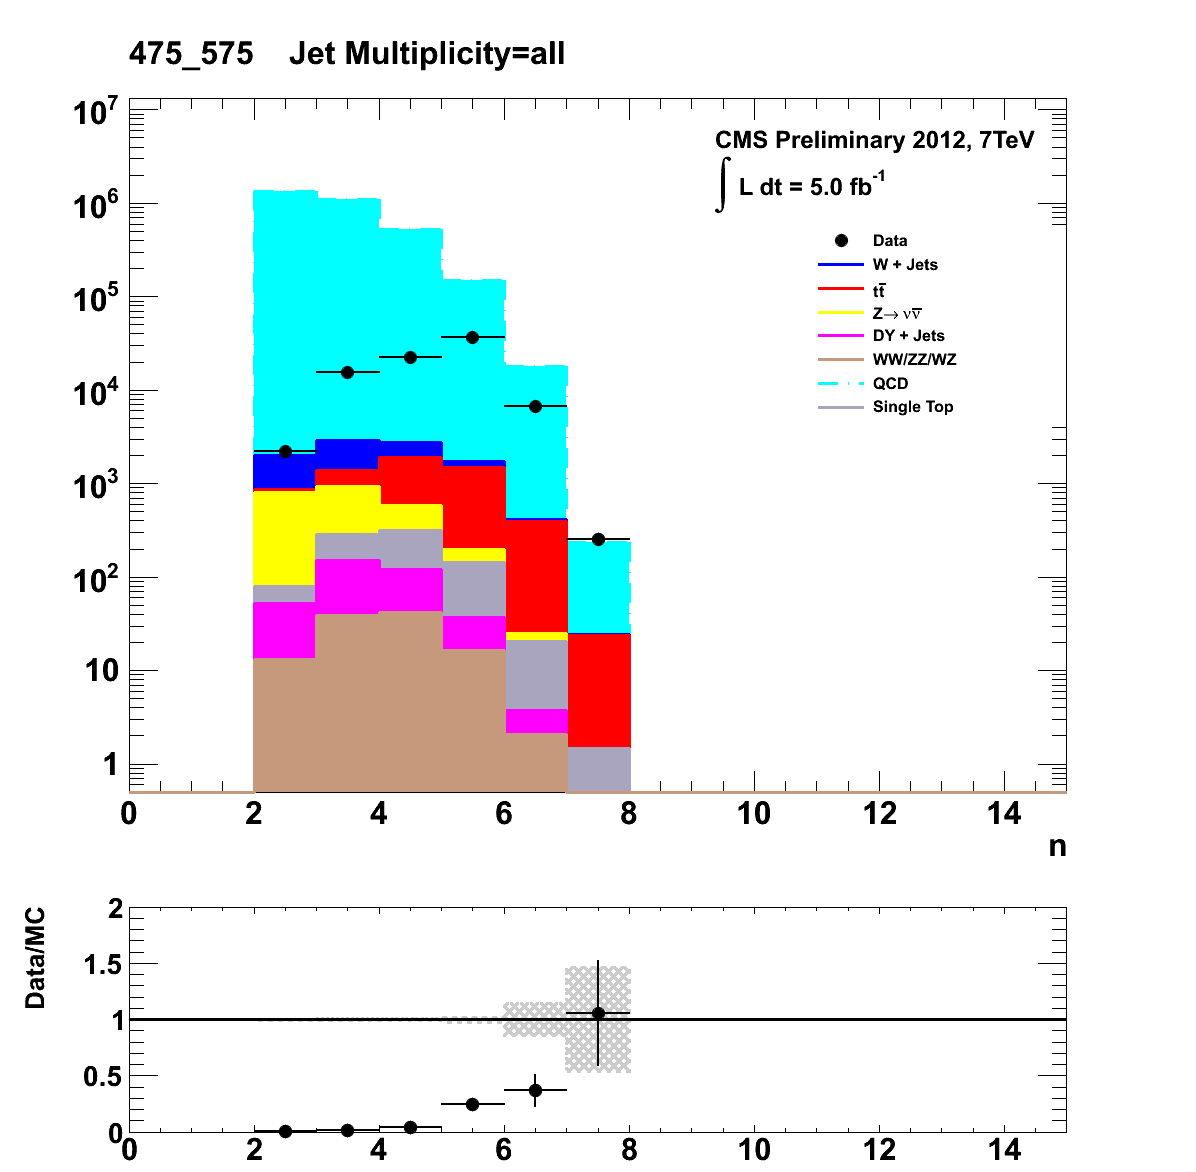 475_575 Jet Multiplicity=all
10⁷
10⁶
10⁵
10⁴
10³
10²
10
1
CMS Preliminary 2012, 7TeV
∫ L dt = 5.0 fb⁻¹
Data
W + Jets
tt̅
Z→ νν̅
DY + Jets
WW/ZZ/WZ
QCD
Single Top
0 2 4 6 8 10 12 14
n
Data/MC
2
1.5
1
0.5
0
0 2 4 6 8 10 12 14